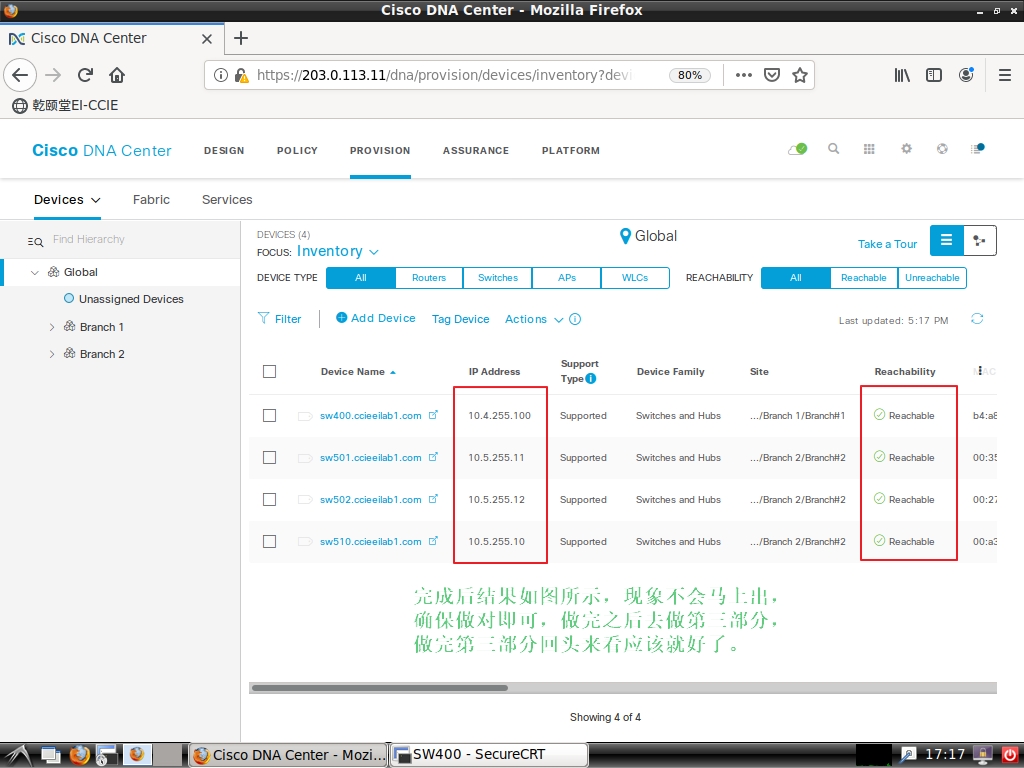 Cisco DNA Center - Mozilla Firefox
Cisco DNA Center
https://203.0.113.11/dna/provision/devices/inventory?devi
80%
乾颐堂EI-CCIE
Cisco DNA Center
DESIGN
POLICY
PROVISION
ASSURANCE
PLATFORM
Devices
Fabric
Services
Find Hierarchy
Global
Unassigned Devices
Branch 1
Branch 2
DEVICES (4)
FOCUS: Inventory
Global
Take a Tour
DEVICE TYPE All Routers Switches APs WLCs REACHABILITY All Reachable Unreachable
Filter Add Device Tag Device Actions Last updated: 5:17 PM
Device Name IP Address Support Type Device Family Site Reachability MAC
sw400.ccieeilab1.com 10.4.255.100 Supported Switches and Hubs .../Branch 1/Branch#1 Reachable b4:a8
sw501.ccieeilab1.com 10.5.255.11 Supported Switches and Hubs .../Branch 2/Branch#2 Reachable 00:35
sw502.ccieeilab1.com 10.5.255.12 Supported Switches and Hubs .../Branch 2/Branch#2 Reachable 00:27
sw510.ccieeilab1.com 10.5.255.10 Supported Switches and Hubs .../Branch 2/Branch#2 Reachable 00:a3
完成后结果如图所示，现象不会马上出，
确保做对即可，做完之后去做第三部分，
做完第三部分回头来看应该就好了。
Showing 4 of 4
Cisco DNA Center - Mozi...
SW400 - SecureCRT
17:17